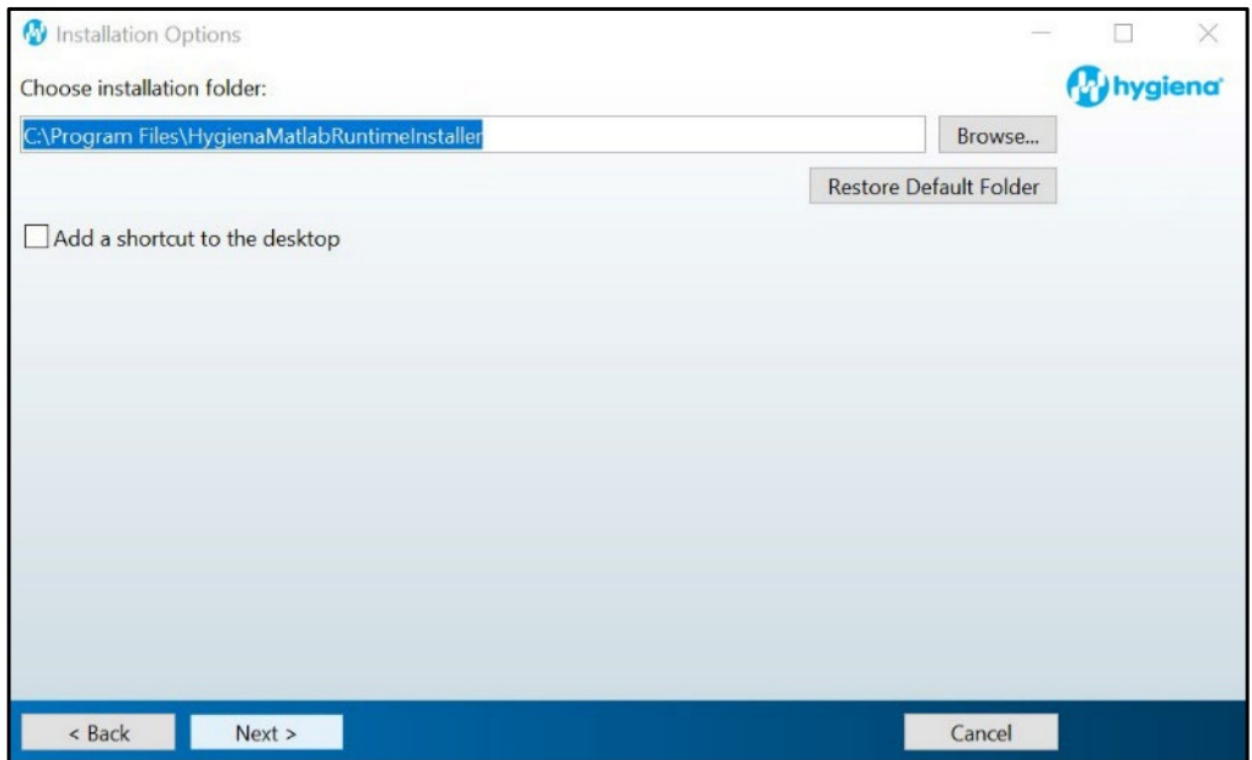 Installation Options
Choose installation folder:
hygiena
C:\Program Files\HygienaMatlabRuntimeInstaller
Browse...
Restore Default Folder
Add a shortcut to the desktop
< Back
Next >
Cancel